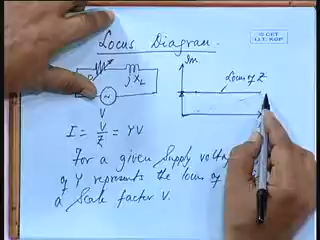 Locus Diagram.
© CET
I.I.T. KGP
Im
X_L
Locus of Z
V
I = V/Z = YV
For a given Supply
of Y represents the locus of
a Scale factor V.